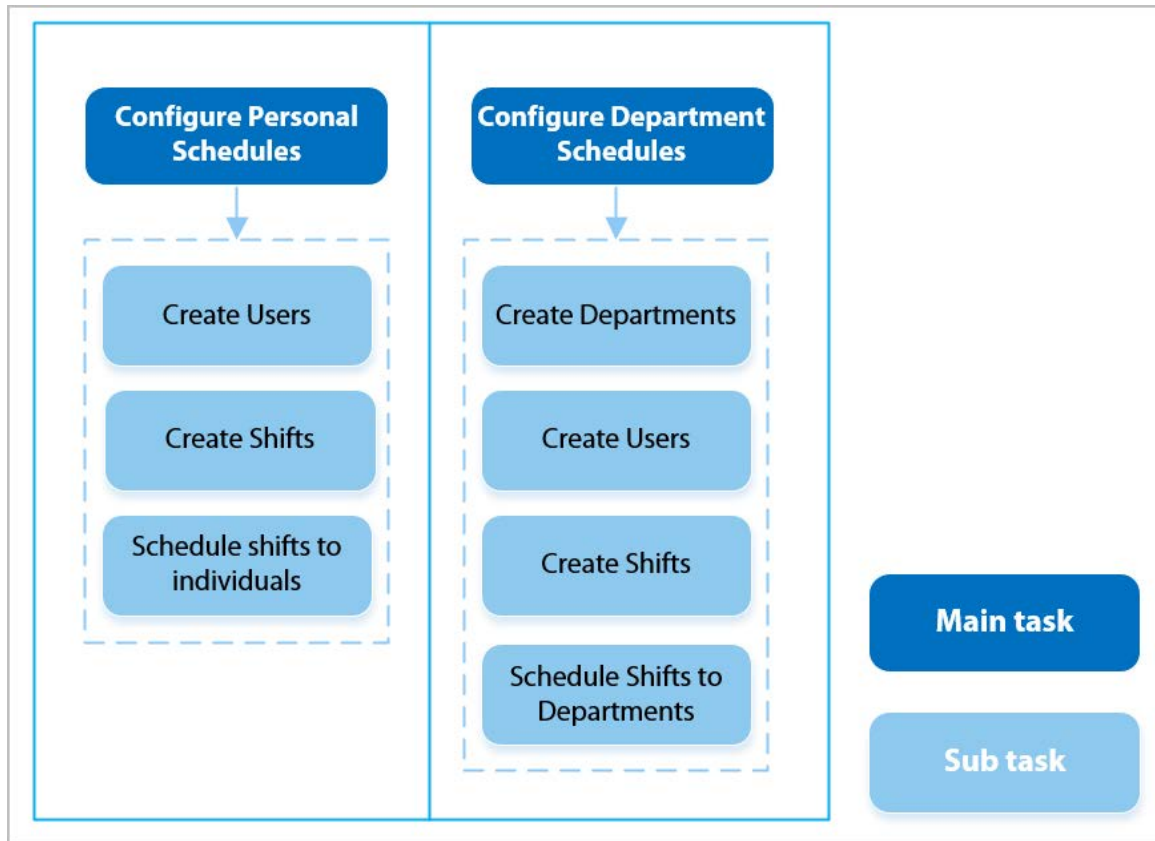 Configure Personal
Schedules
Create Users
Create Shifts
Schedule shifts to
individuals
Configure Department
Schedules
Create Departments
Create Users
Create Shifts
Schedule Shifts to
Departments
Main task
Sub task